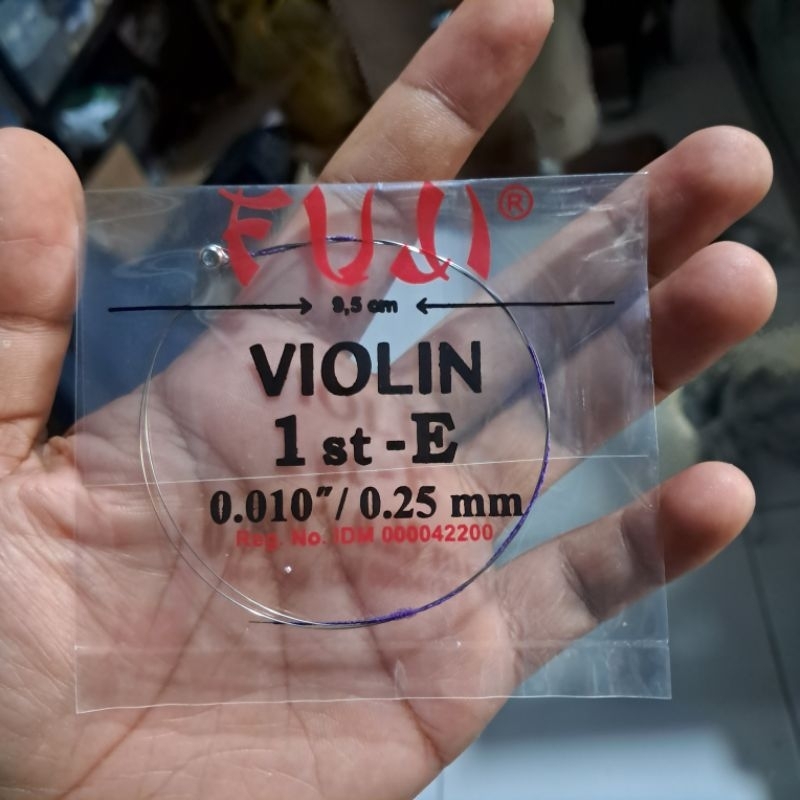 FUJI®
9,5 cm
VIOLIN
1 st - E
0.010"/ 0.25 mm
Reg. No. IDM 000042200